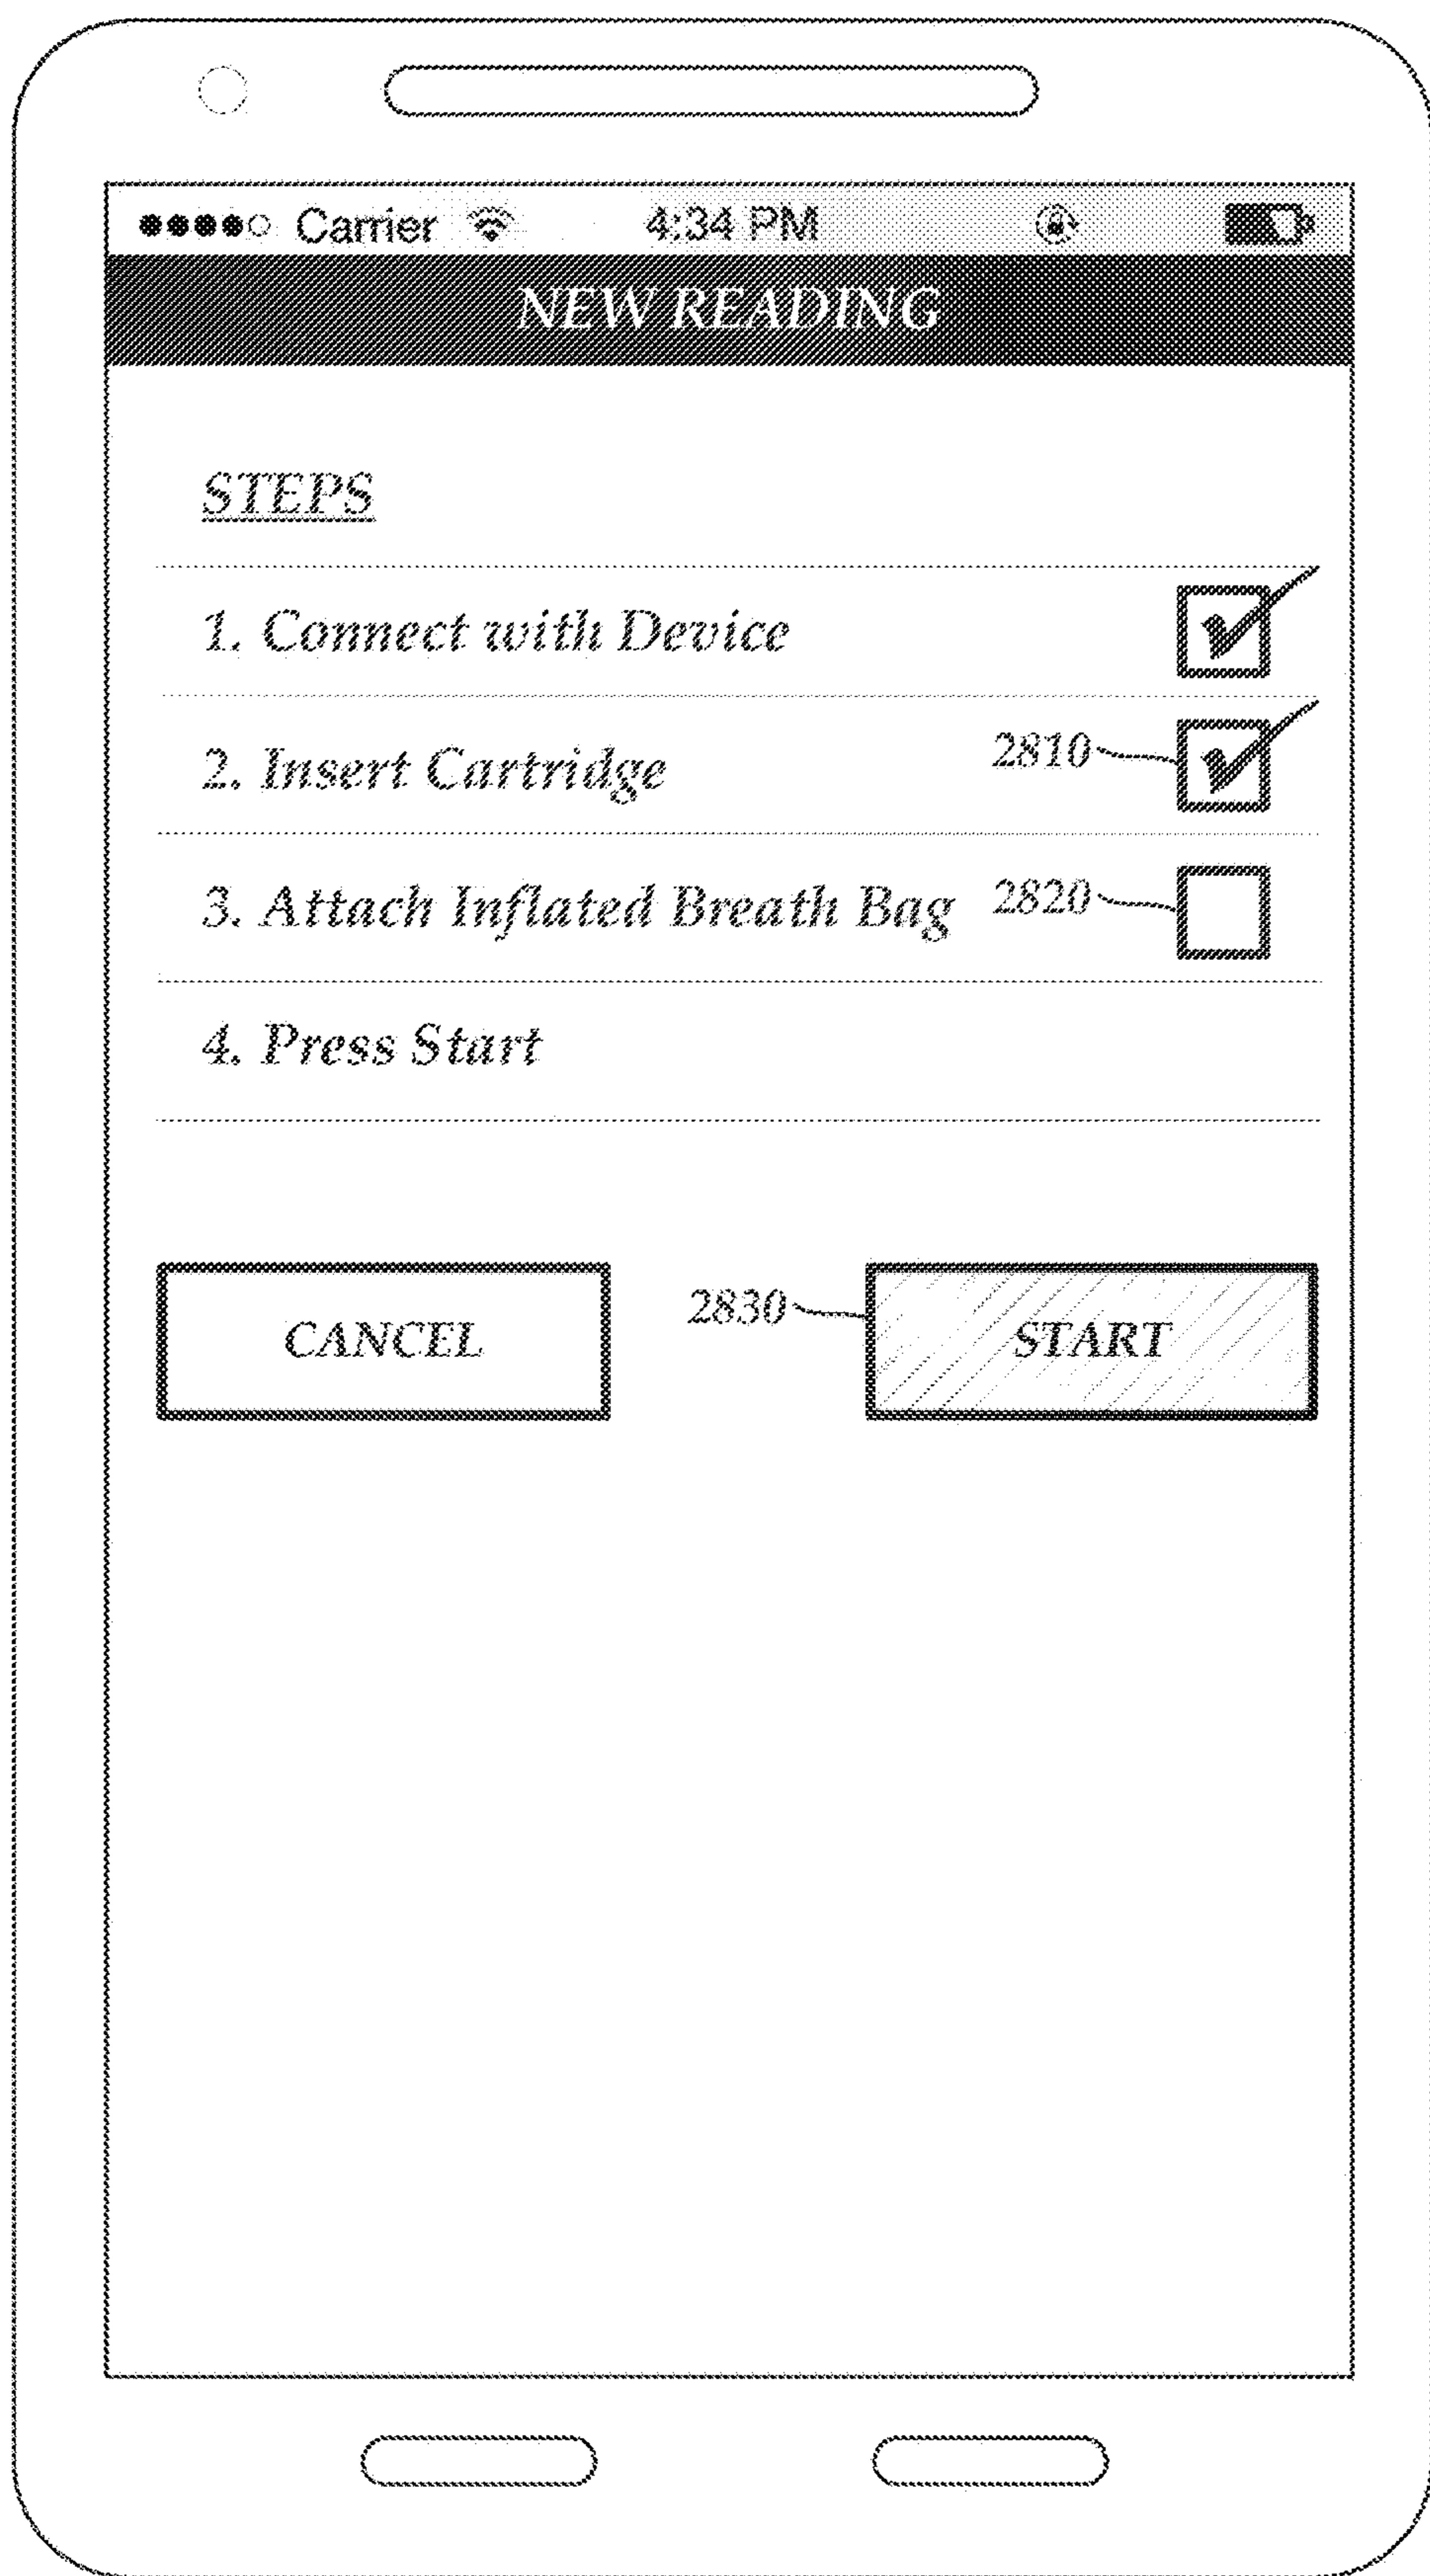 Carrier 4:34 PM
NEW READING
STEPS
1. Connect with Device
2. Insert Cartridge 2810
3. Attach Inflated Breath Bag 2820
4. Press Start
CANCEL 2830 START